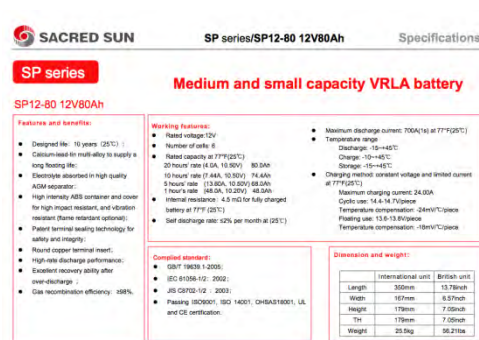 SACRED SUN
SP series/SP12-80 12V80Ah
Specifications
SP series
Medium and small capacity VRLA battery
SP12-80 12V80Ah
Features and benefits:
Designed life: 10 years (25℃) ;
Calcium-lead-tin multi-alloy to supply a
long floating life;
Electrolyte absorbed in high quality
AGM separator;
High intensity ABS container and cover
for high impact resistant, and vibration
resistant (flame retardant optional);
Patent terminal sealing technology for
safety and integrity;
Round copper terminal insert;
High-rate discharge performance;
Excellent recovery ability after
over-discharge ;
Gas recombination efficiency: ≥98%.
Working features:
Rated voltage:12V
Number of cells: 6
Rated capacity at 77°F(25℃)
20 hours' rate (4.0A, 10.50V) 80.0Ah
10 hours' rate (7.44A, 10.50V) 74.4Ah
5 hours' rate (13.60A, 10.50V) 68.0Ah
1 hour's rate (48.0A, 10.20V) 48.0Ah
Internal resistance : 4.5 mΩ for fully charged
battery at 77°F (25℃)
Self discharge rate: ≤2% per month at (25℃)
Maximum discharge current: 700A(1s) at 77°F(25℃)
Temperature range
Discharge: -15~+45℃
Charge: -10~+45℃
Storage: -15~+45℃
Charging method: constant voltage and limited current
at 77°F(25℃)
Maximum charging current: 24.00A
Cyclic use: 14.4-14.7V/piece
Temperature compensation: -24mV/℃/piece
Floating use: 13.6-13.8V/piece
Temperature compensation: -18mV/℃/piece
Complied standard:
GB/T 19639.1-2005;
IEC 61056-1/2: 2002;
JIS C8702-1/2 : 2003;
Passing ISO9001, ISO 14001, OHSAS18001, UL
and CE certification.
Dimension and weight:
International unit British unit
Length 350mm 13.78inch
Width 167mm 6.57inch
Height 179mm 7.05inch
TH 179mm 7.05inch
Weight 25.5kg 56.21lbs